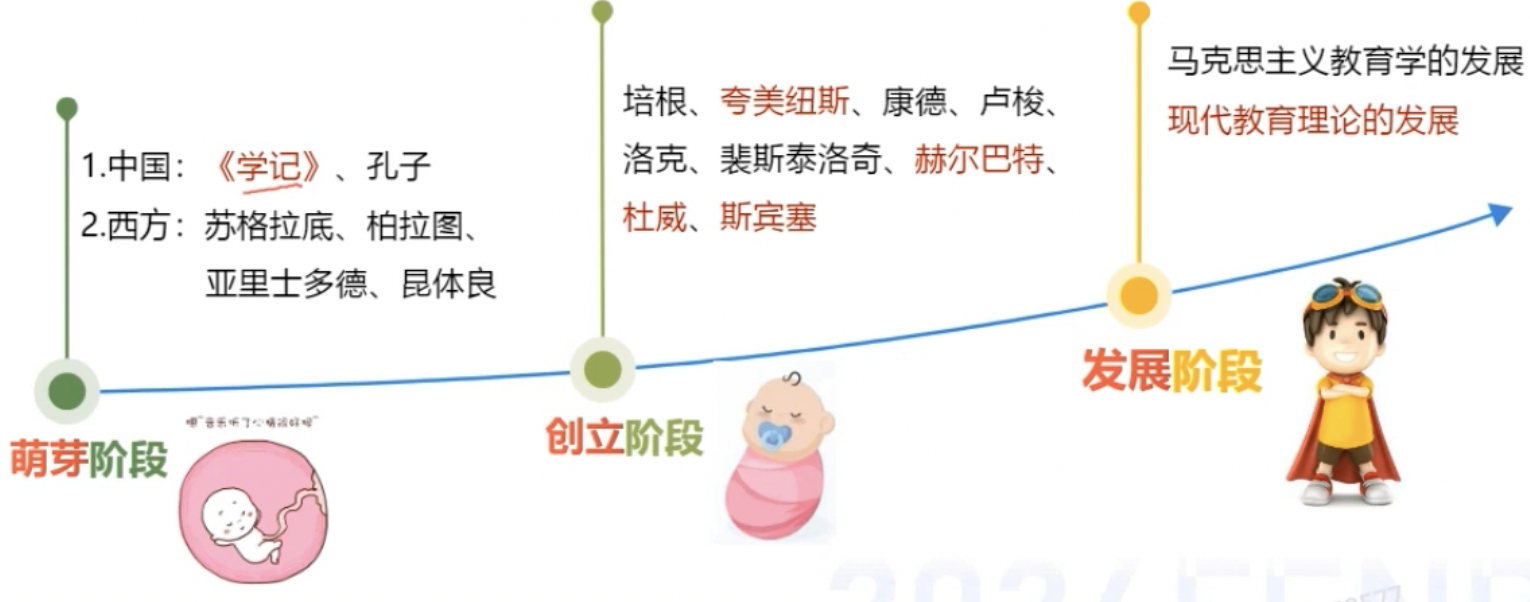 1.中国：《学记》、孔子
2.西方：苏格拉底、柏拉图、
亚里士多德、昆体良
萌芽阶段
培根、夸美纽斯、康德、卢梭、
洛克、裴斯泰洛奇、赫尔巴特、
杜威、斯宾塞
创立阶段
马克思主义教育学的发展
现代教育理论的发展
发展阶段